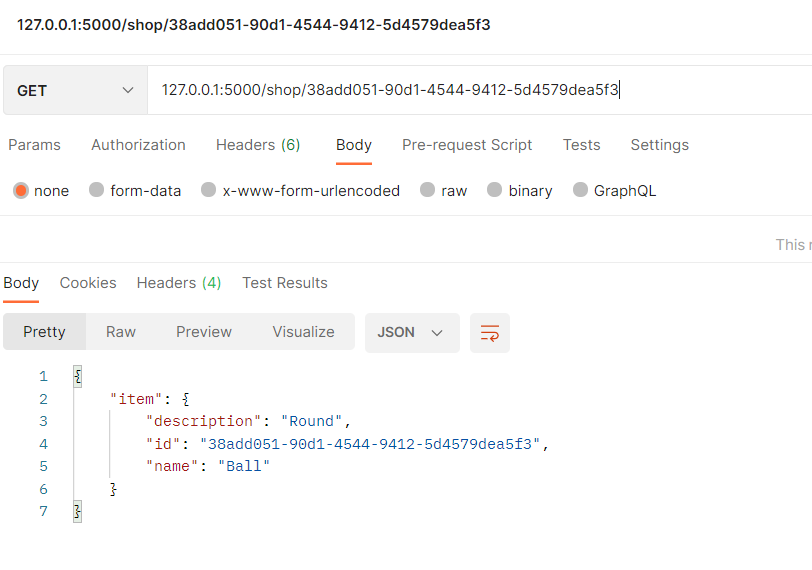 127.0.0.1:5000/shop/38add051-90d1-4544-9412-5d4579dea5f3
GET 127.0.0.1:5000/shop/38add051-90d1-4544-9412-5d4579dea5f3
Params Authorization Headers (6) Body Pre-request Script Tests Settings
none form-data x-www-form-urlencoded raw binary GraphQL
This
Body Cookies Headers (4) Test Results
Pretty Raw Preview Visualize JSON
1 {
2 "item": {
3 "description": "Round",
4 "id": "38add051-90d1-4544-9412-5d4579dea5f3",
5 "name": "Ball"
6 }
7 }